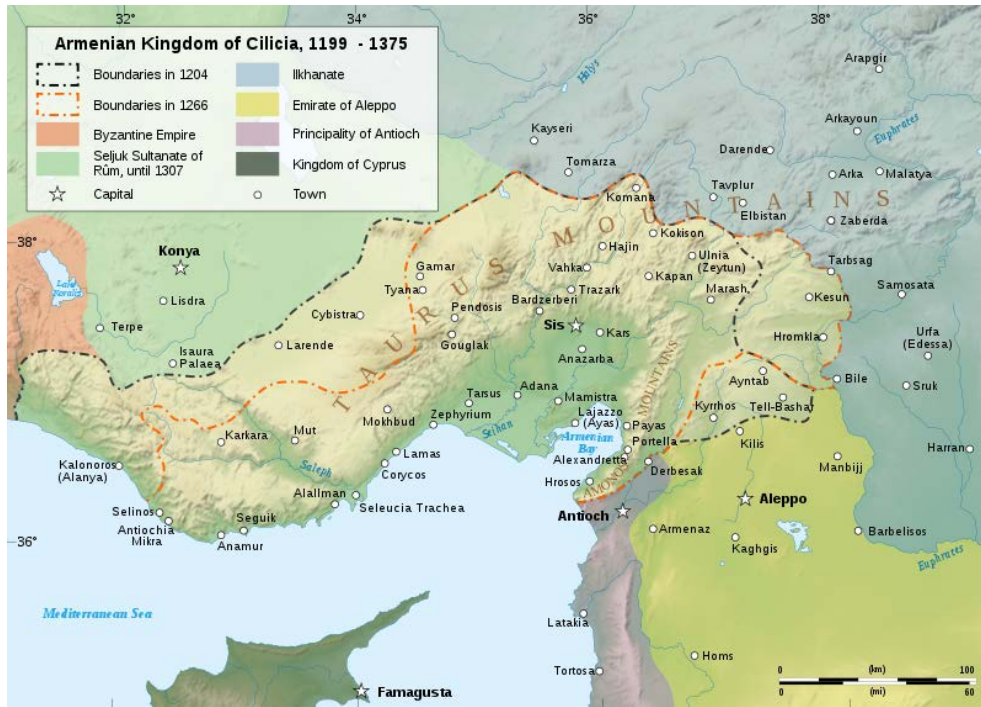 32°
34°
36°
38°
Armenian Kingdom of Cilicia, 1199 - 1375
Boundaries in 1204
Boundaries in 1266
Byzantine Empire
Seljuk Sultanate of
Rûm, until 1307
Capital
Ilkhanate
Emirate of Aleppo
Principality of Antioch
Kingdom of Cyprus
Town
Halys
Arapgir
Arkayoun
Euphrates
Kayseri
Darende
Tomarza
Arka
Malatya
Komana
Tavplur
Elbistan
Zaberda
TAURUS MOUNTAINS
38°
Konya
Kokison
Hajin
Ulnia
(Zeytun)
Gamar
Vahka
Kapan
Tarbsag
Tyana
Trazark
Marash
Kesun
Samosata
Lisdra
Bardzerberi
Pendosis
Cybistra
Sis
Kars
Terpe
Gouglak
Hromkla
Urfa
(Edessa)
Larende
Anazarba
Isaura
Palaea
Ayntab
Bile
Sruk
Tarsus
Adana
Mamistra
Tell-Bashar
Mokhbud
Zephyrium
Seihan
Lajazzo
(Ayas)
AMONOS MOUNTAINS
Payas
Kyrrhos
Karkara
Mut
Armenian
Bay
Portella
Kilis
Harran
Lamas
Alexandretta
Derbesak
Manbijj
Kalonoros
(Alanya)
Saleph
Corycos
Hrosos
Alallman
Seleucia Trachea
Aleppo
Selinos
Antioch
Antiochia
Mikra
Seguik
Armenaz
Barbelisos
36°
Anamur
Kaghgis
Euphrates
Mediterranean Sea
Latakia
Homs
Tortosa
(km)
100
(mi)
60
Famagusta